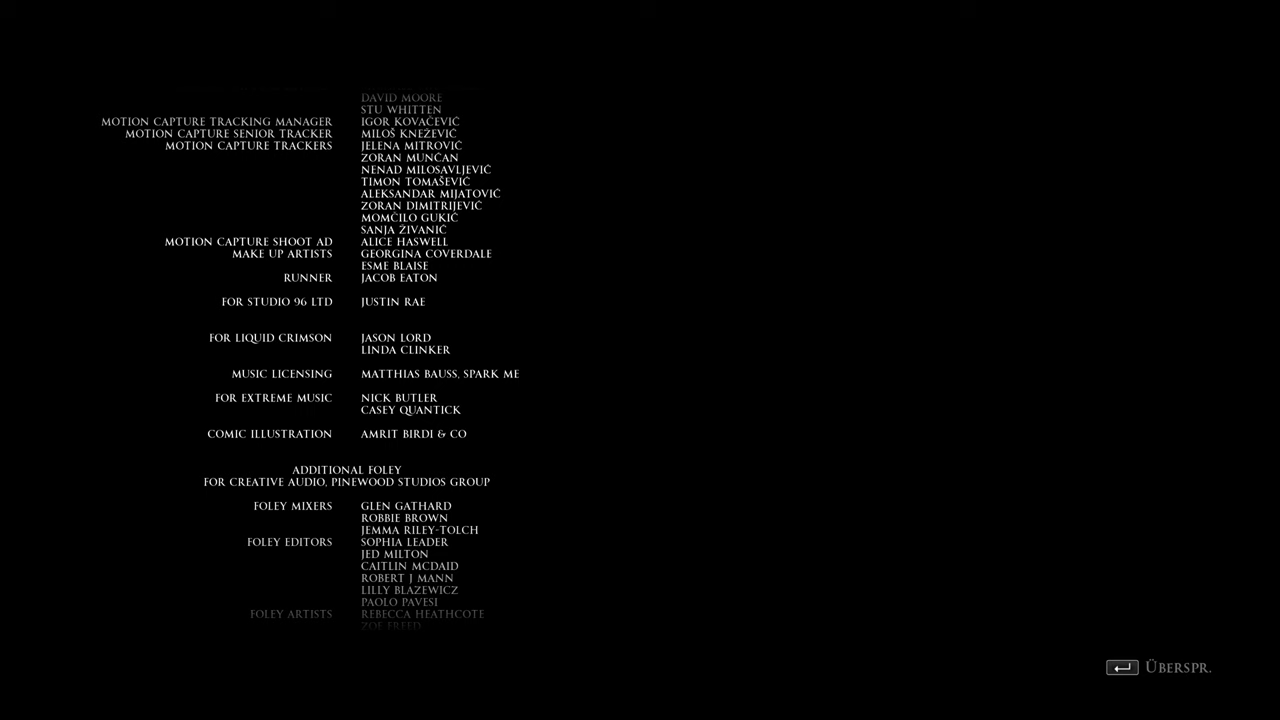 DAVID MOORE
STU WHITTEN
MOTION CAPTURE TRACKING MANAGER IGOR KOVAČEVIĆ
MOTION CAPTURE SENIOR TRACKER MILOŠ KNEŽEVIĆ
MOTION CAPTURE TRACKERS JELENA MITROVIĆ
ZORAN MUNĆAN
NENAD MILOSAVLJEVIĆ
TIMON TOMAŠEVIĆ
ALEKSANDAR MIJATOVIĆ
ZORAN DIMITRIJEVIĆ
MOMČILO GUKIĆ
SANJA ŽIVANIĆ
MOTION CAPTURE SHOOT AD ALICE HASWELL
MAKE UP ARTISTS GEORGINA COVERDALE
ESME BLAISE
RUNNER JACOB EATON
FOR STUDIO 96 LTD JUSTIN RAE
FOR LIQUID CRIMSON JASON LORD
LINDA CLINKER
MUSIC LICENSING MATTHIAS BAUSS, SPARK ME
FOR EXTREME MUSIC NICK BUTLER
CASEY QUANTICK
COMIC ILLUSTRATION AMRIT BIRDI & CO
ADDITIONAL FOLEY
FOR CREATIVE AUDIO, PINEWOOD STUDIOS GROUP
FOLEY MIXERS GLEN GATHARD
ROBBIE BROWN
JEMMA RILEY-TOLCH
FOLEY EDITORS SOPHIA LEADER
JED MILTON
CAITLIN MCDAID
ROBERT J MANN
LILLY BLAZEWICZ
PAOLO PAVESI
FOLEY ARTISTS REBECCA HEATHCOTE
ZOE FREED
ÜBERSPR.